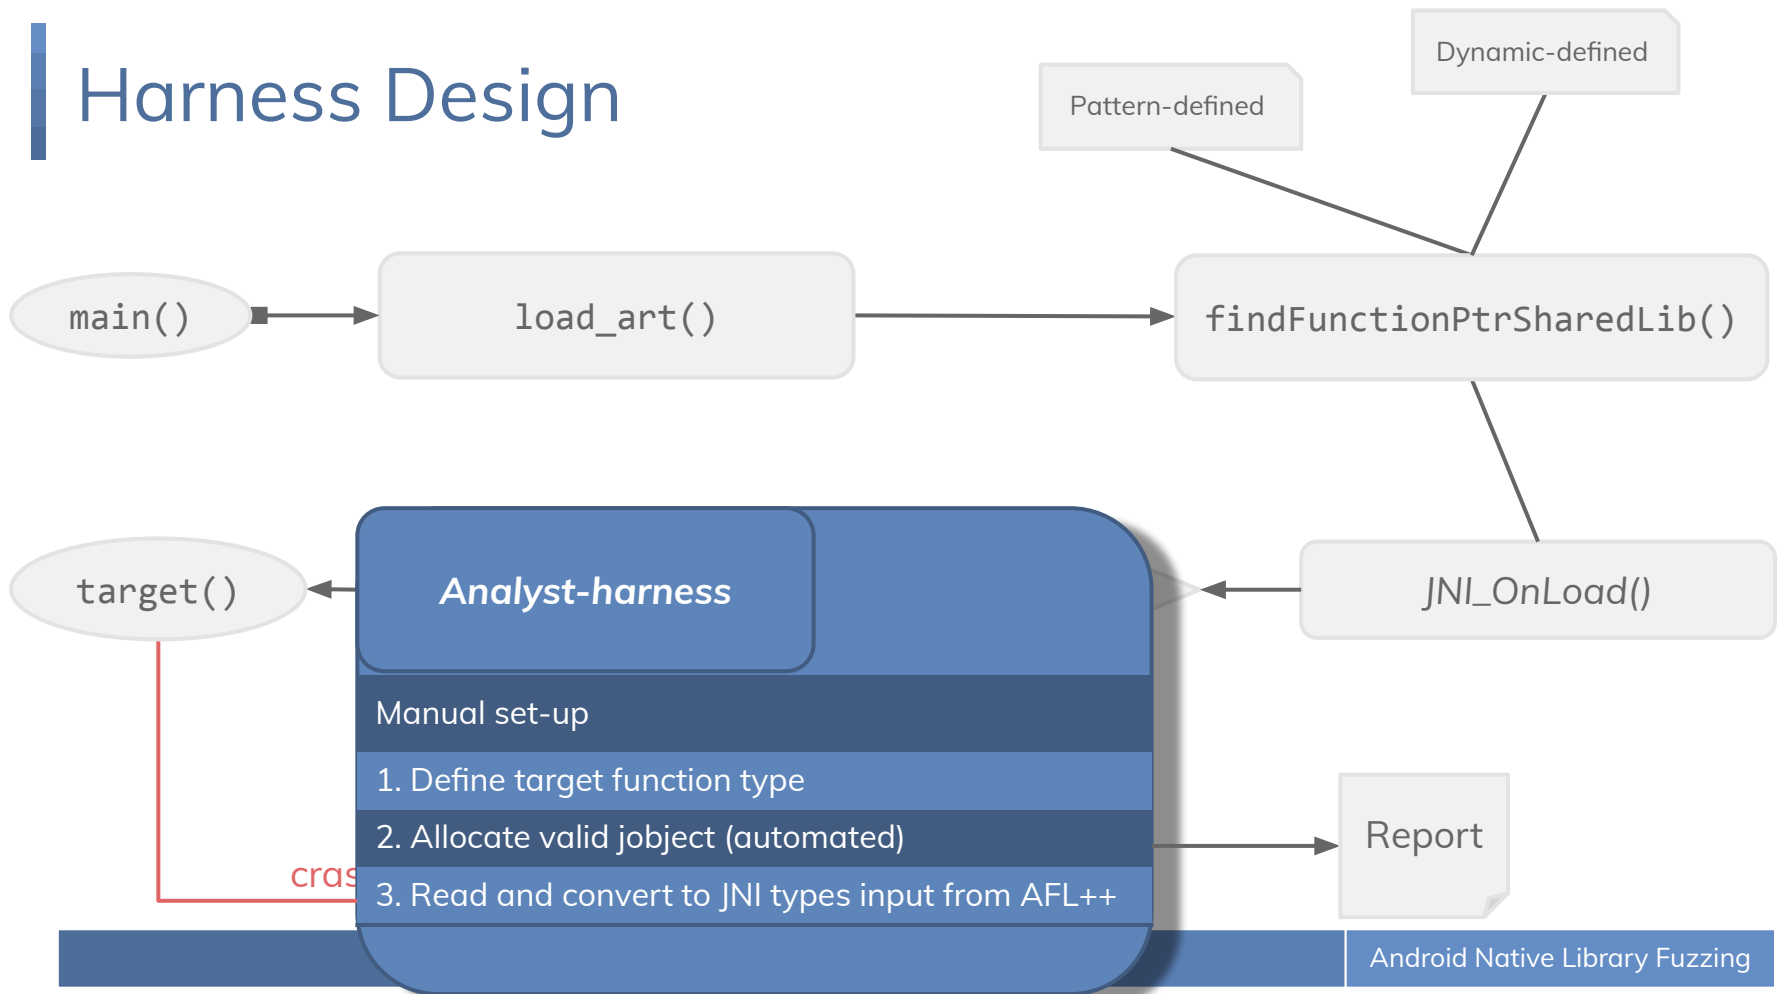 Harness Design
Pattern-defined
Dynamic-defined
main()
load_art()
findFunctionPtrSharedLib()
target()
Analyst-harness
JNI_OnLoad()
Manual set-up
1. Define target function type
2. Allocate valid jobject (automated)
3. Read and convert to JNI types input from AFL++
cras
Report
Android Native Library Fuzzing